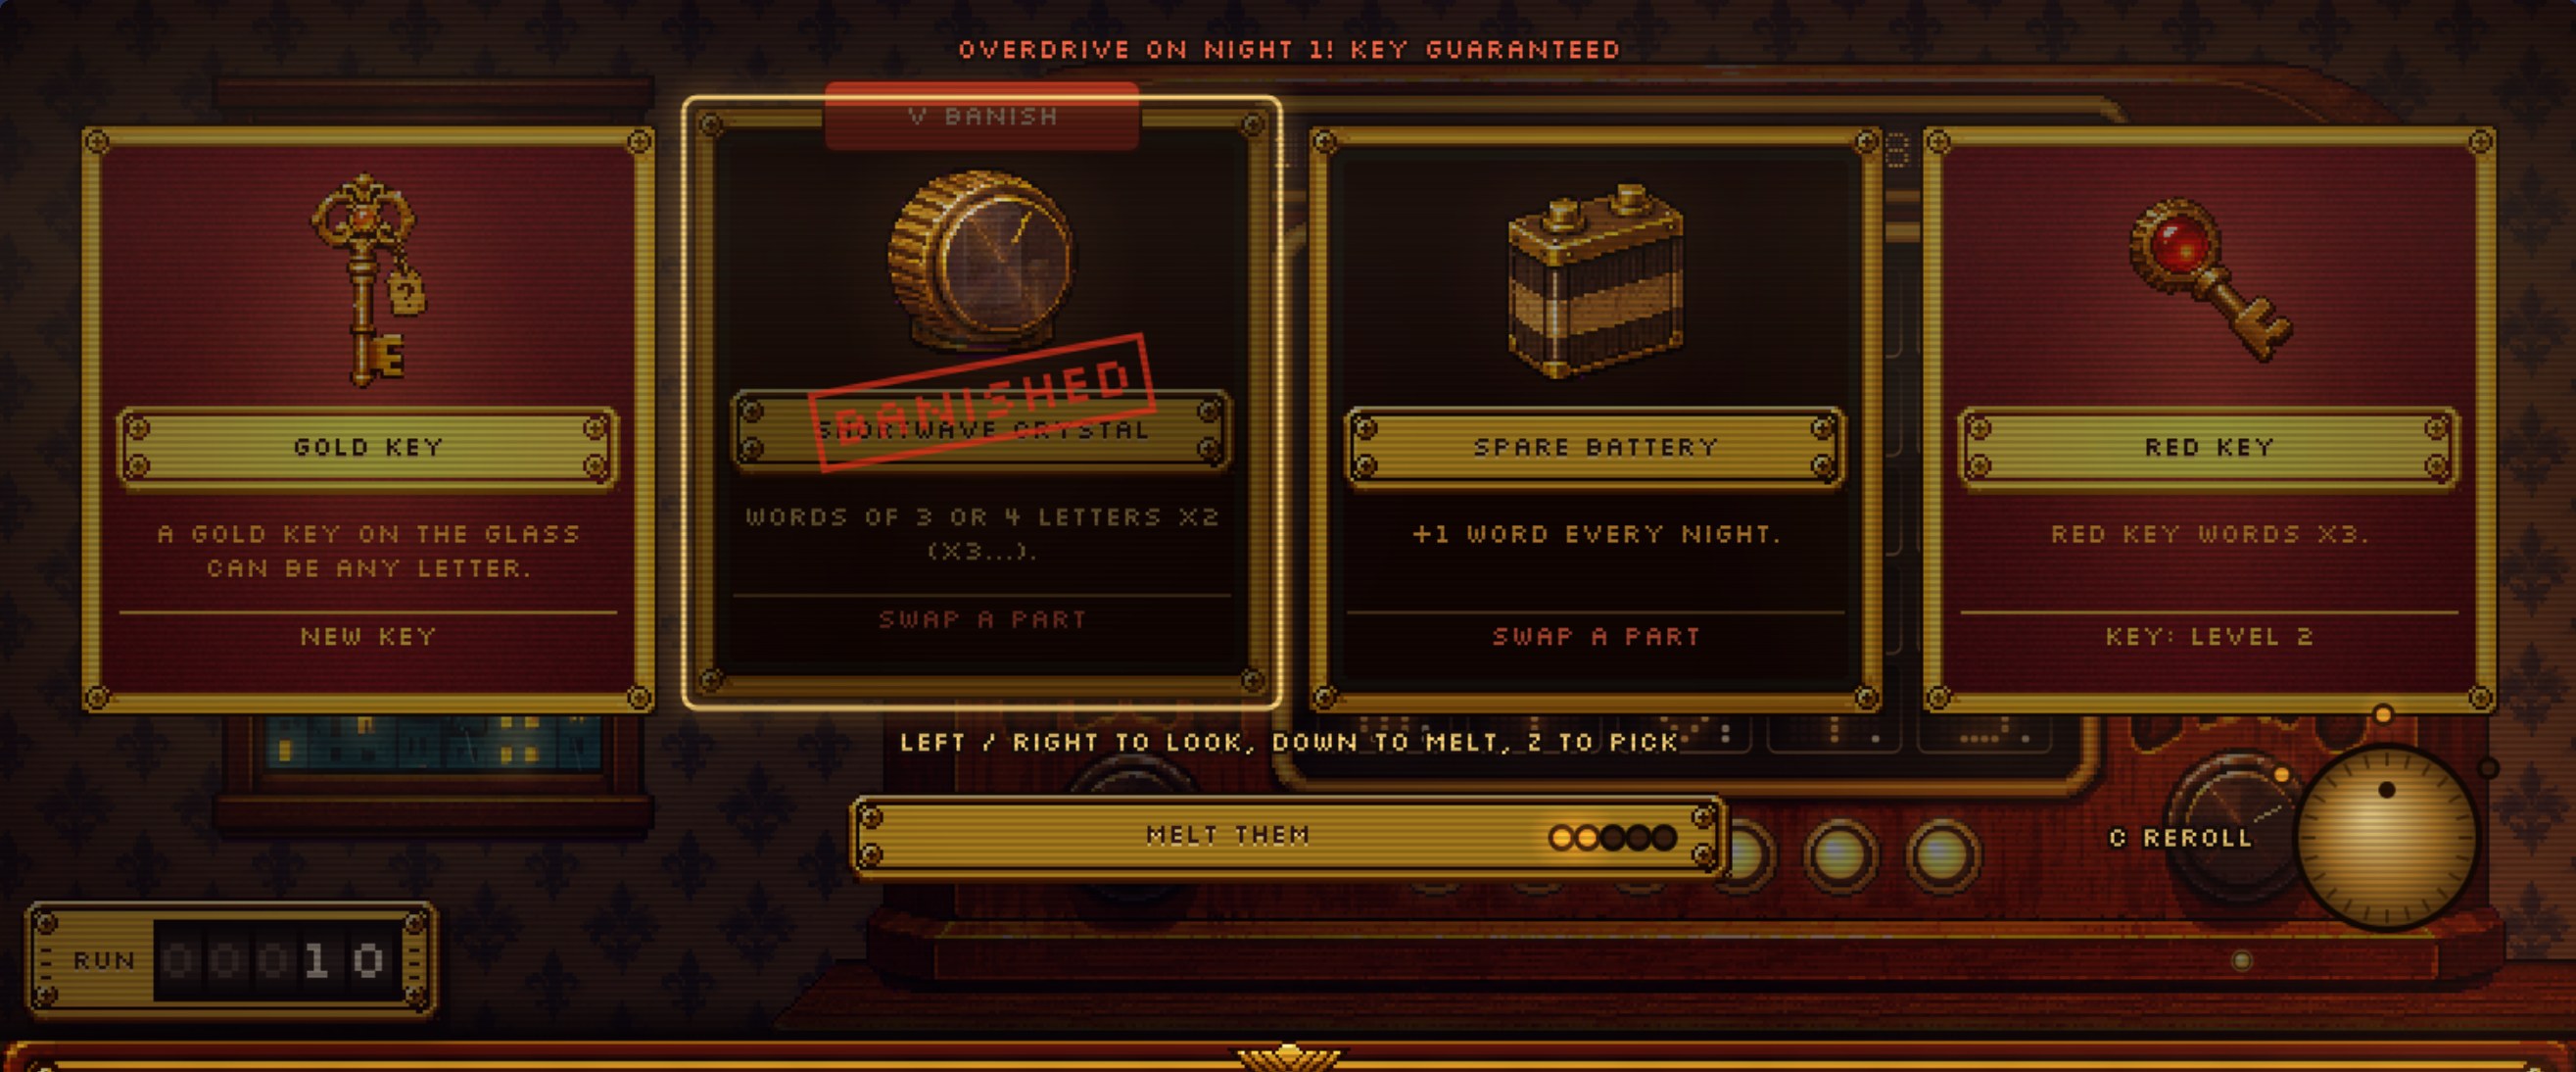 OVERDRIVE ON NIGHT 1! KEY GUARANTEED
V BANISH
GOLD KEY
A GOLD KEY ON THE GLASS
CAN BE ANY LETTER.
NEW KEY
BANISHED
SHORTWAVE CRYSTAL
WORDS OF 3 OR 4 LETTERS X2
(X3...).
SWAP A PART
SPARE BATTERY
+1 WORD EVERY NIGHT.
SWAP A PART
RED KEY
RED KEY WORDS X3.
KEY: LEVEL 2
LEFT / RIGHT TO LOOK, DOWN TO MELT, Z TO PICK
MELT THEM
C REROLL
RUN 00010